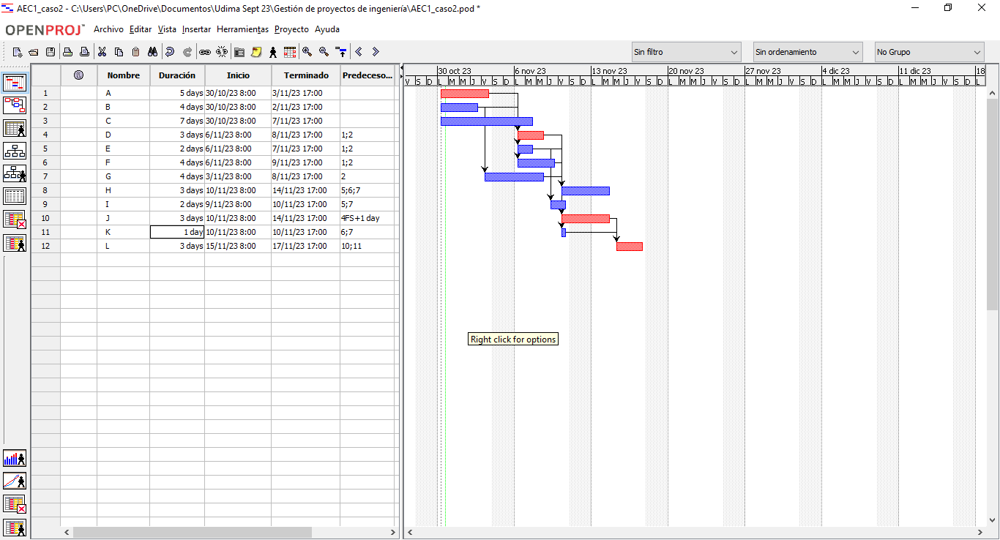 AEC1_caso2 - C:\Users\PC\OneDrive\Documentos\Udima Sept 23\Gestión de proyectos de ingeniería\AEC1_caso2.pod *
OPENPROJ™ Archivo Editar Vista Insertar Herramientas Proyecto Ayuda
Sin filtro Sin ordenamiento No Grupo
Nombre Duración Inicio Terminado Predeceso...
30 oct 23 6 nov 23 13 nov 23 20 nov 23 27 nov 23 4 dic 23 11 dic 23 18
V S D L M M J V S D L M M J V S D L M M J V S D L M M J V S D L M M J V S D L M M J V S D L M M J V S D L
1 A 5 days 30/10/23 8:00 3/11/23 17:00
2 B 4 days 30/10/23 8:00 2/11/23 17:00
3 C 7 days 30/10/23 8:00 7/11/23 17:00
4 D 3 days 6/11/23 8:00 8/11/23 17:00 1;2
5 E 2 days 6/11/23 8:00 7/11/23 17:00 1;2
6 F 4 days 6/11/23 8:00 9/11/23 17:00 1;2
7 G 4 days 3/11/23 8:00 8/11/23 17:00 2
8 H 3 days 10/11/23 8:00 14/11/23 17:00 5;6;7
9 I 2 days 9/11/23 8:00 10/11/23 17:00 5;7
10 J 3 days 10/11/23 8:00 14/11/23 17:00 4FS+1 day
11 K 1 day 10/11/23 8:00 10/11/23 17:00 6;7
12 L 3 days 15/11/23 8:00 17/11/23 17:00 10;11
Right click for options